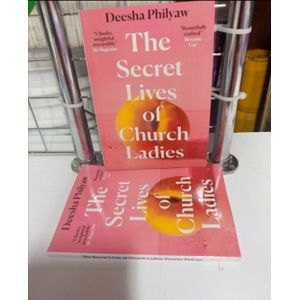 Deesha Philyaw
"Cheeky,
insightful
irresistible"
"Beautifully
crafted"
Roxane
Gay
The
Secret
Lives
of
Church
Ladies
Deesha Philyaw
The
Secret
Lives
of
Church
Ladies
The Secret Lives of Church Ladies Deesha Philyaw